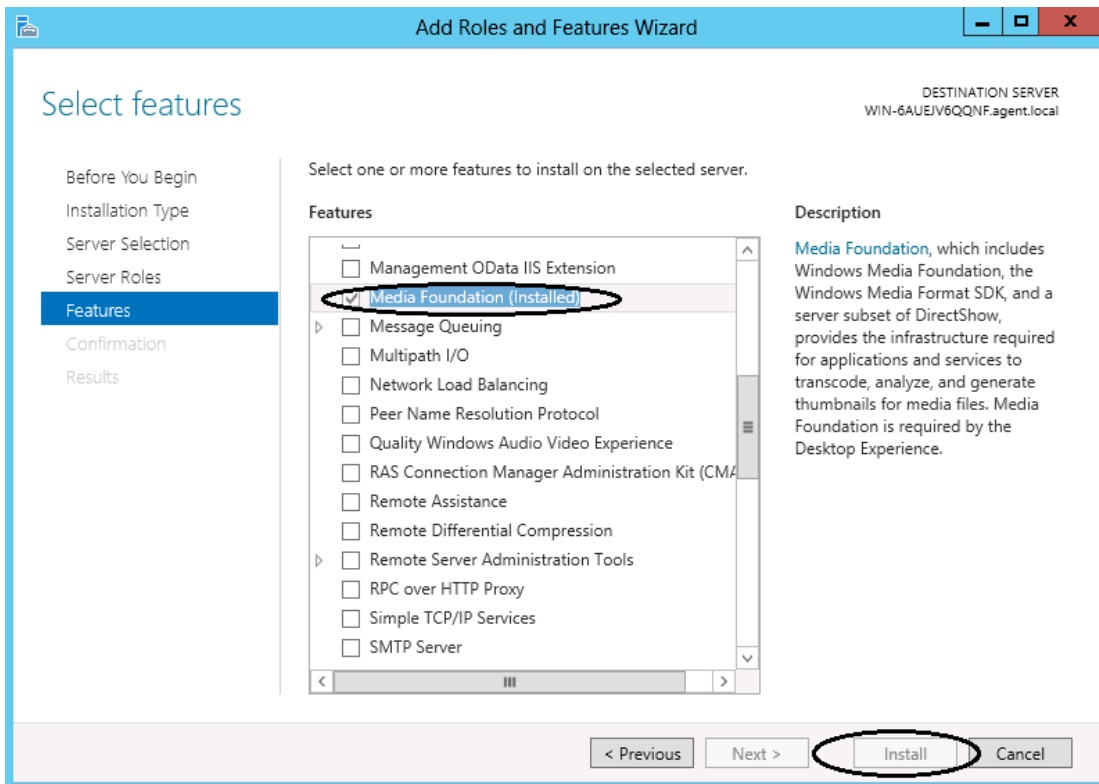 Add Roles and Features Wizard
Select features
DESTINATION SERVER
WIN-6AUEJV6QQNF.agent.local
Before You Begin
Installation Type
Server Selection
Server Roles
Features
Confirmation
Results
Select one or more features to install on the selected server.
Features
Management OData IIS Extension
Media Foundation (Installed)
Message Queuing
Multipath I/O
Network Load Balancing
Peer Name Resolution Protocol
Quality Windows Audio Video Experience
RAS Connection Manager Administration Kit (CMA
Remote Assistance
Remote Differential Compression
Remote Server Administration Tools
RPC over HTTP Proxy
Simple TCP/IP Services
SMTP Server
Description
Media Foundation, which includes
Windows Media Foundation, the
Windows Media Format SDK, and a
server subset of DirectShow,
provides the infrastructure required
for applications and services to
transcode, analyze, and generate
thumbnails for media files. Media
Foundation is required by the
Desktop Experience.
< Previous
Next >
Install
Cancel